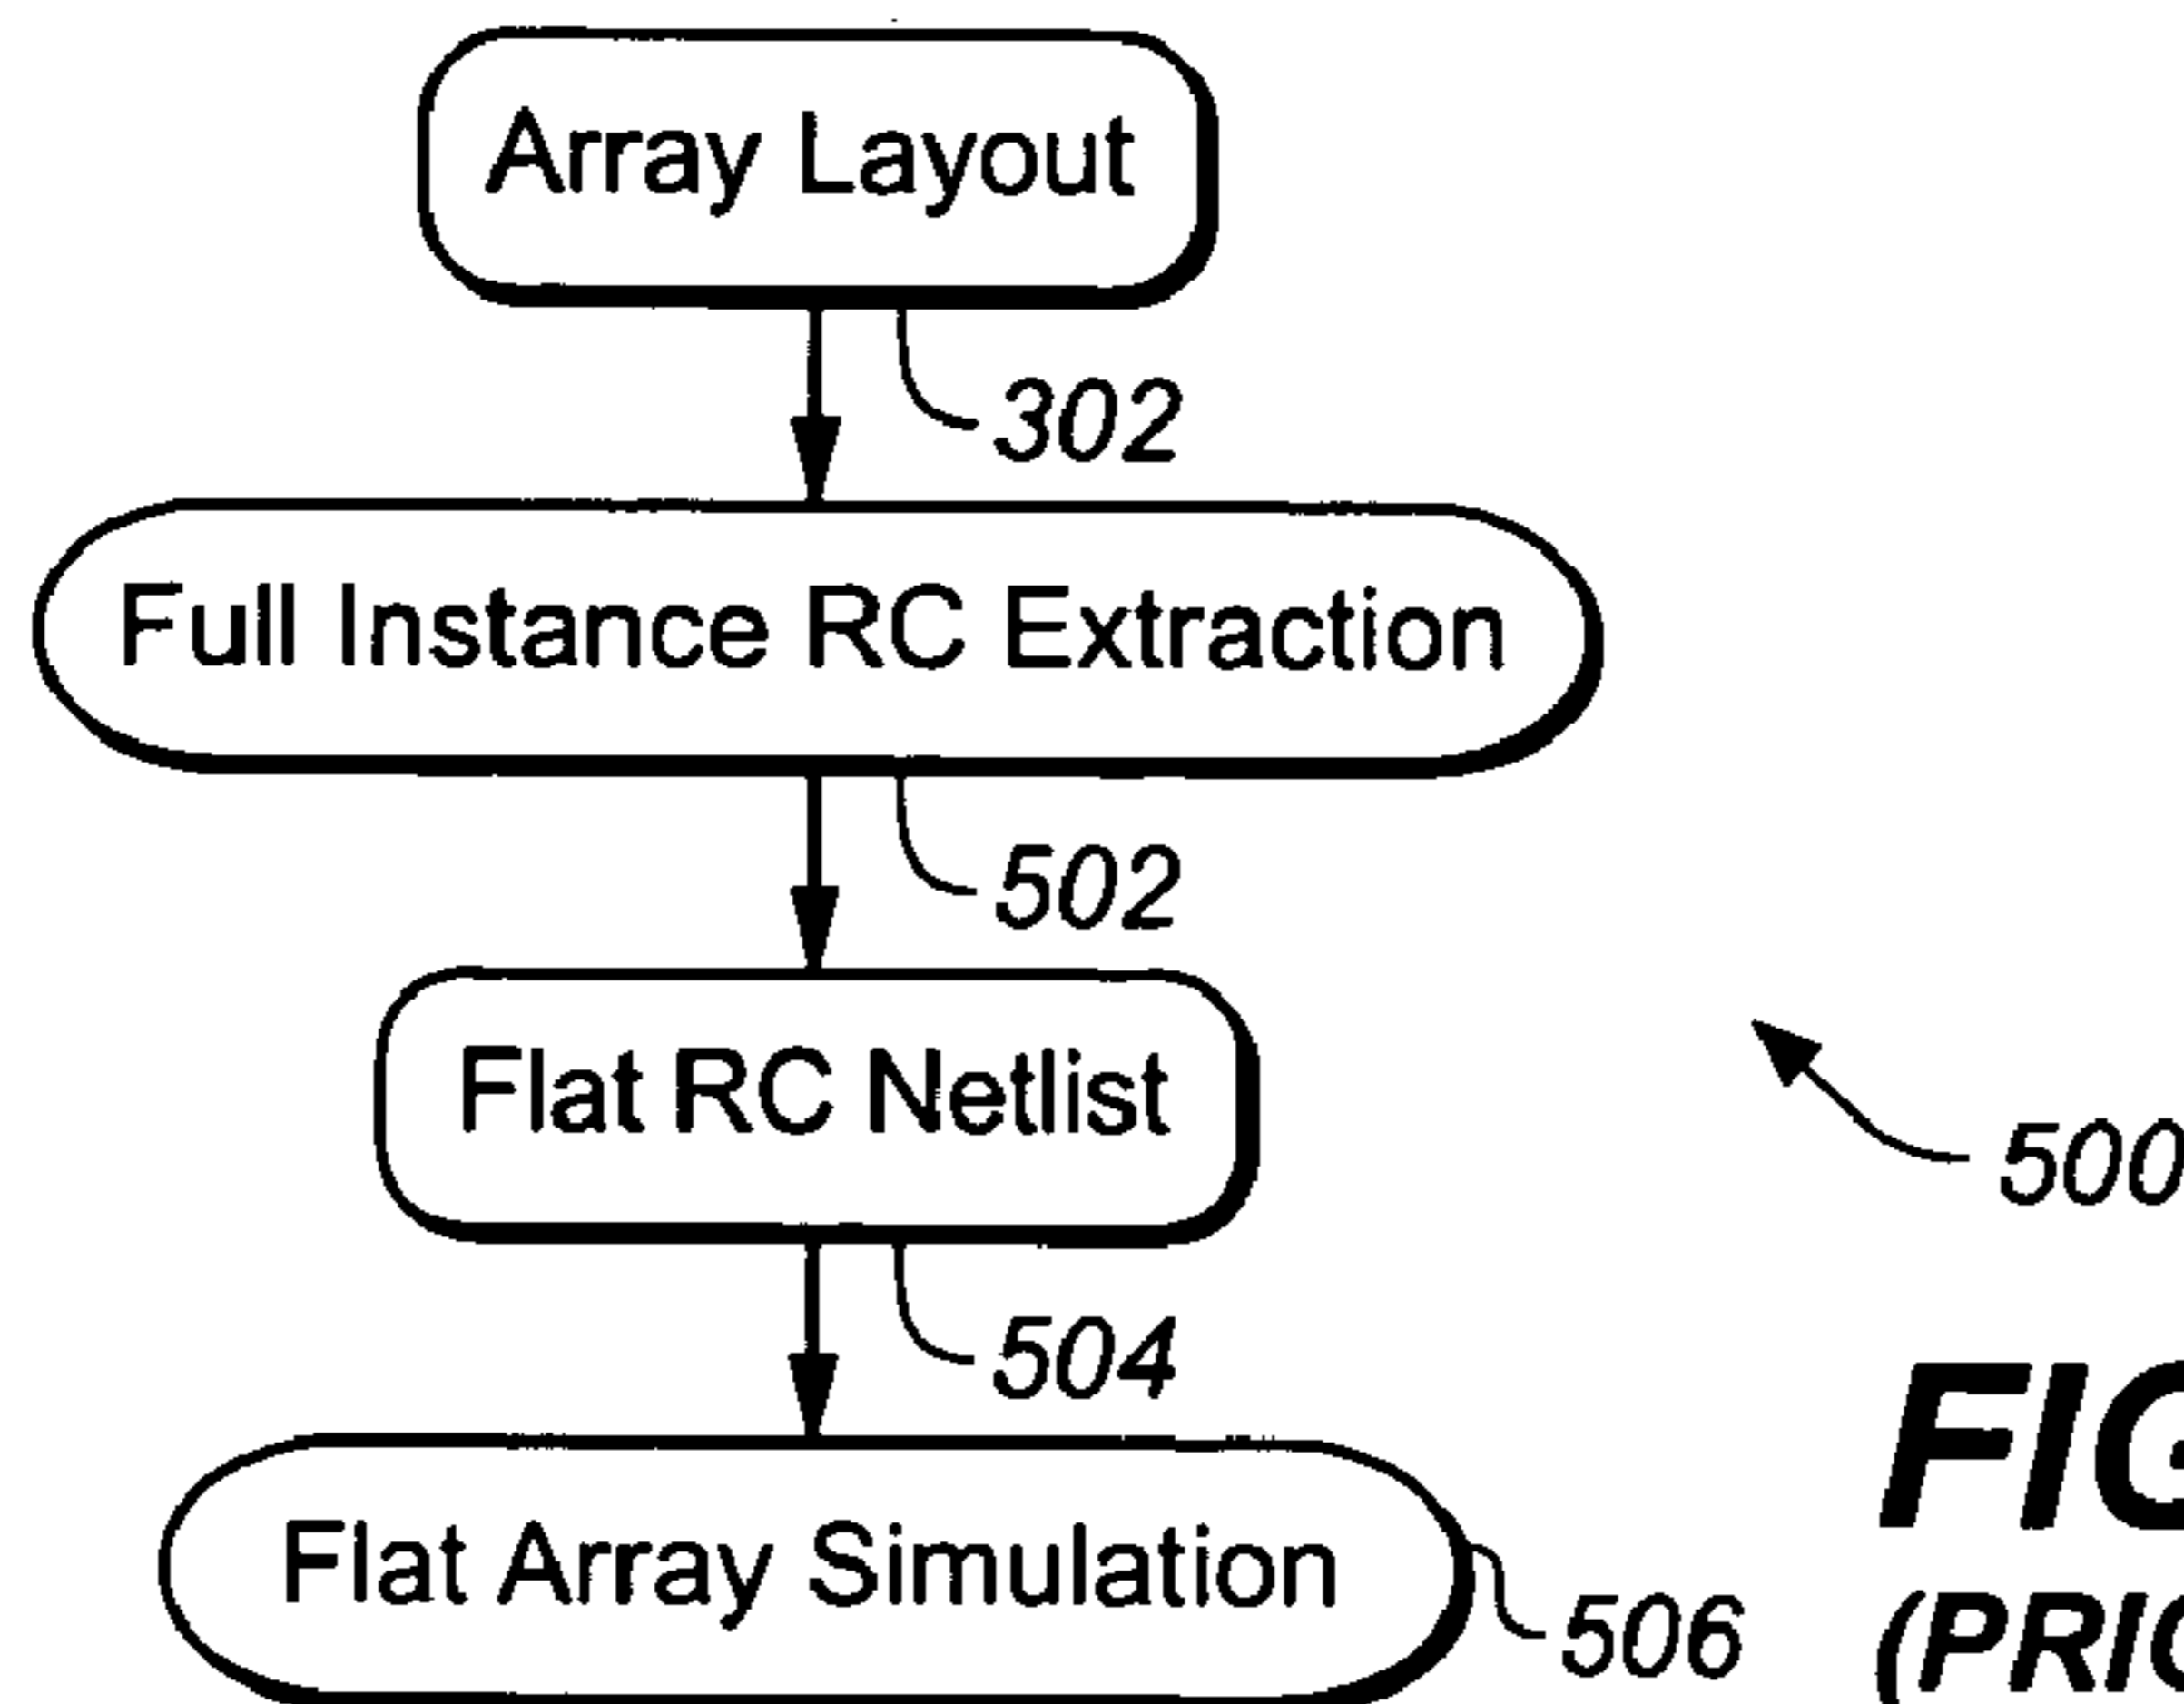 Array Layout
302
Full Instance RC Extraction
502
Flat RC Netlist
500
504
Flat Array Simulation
506